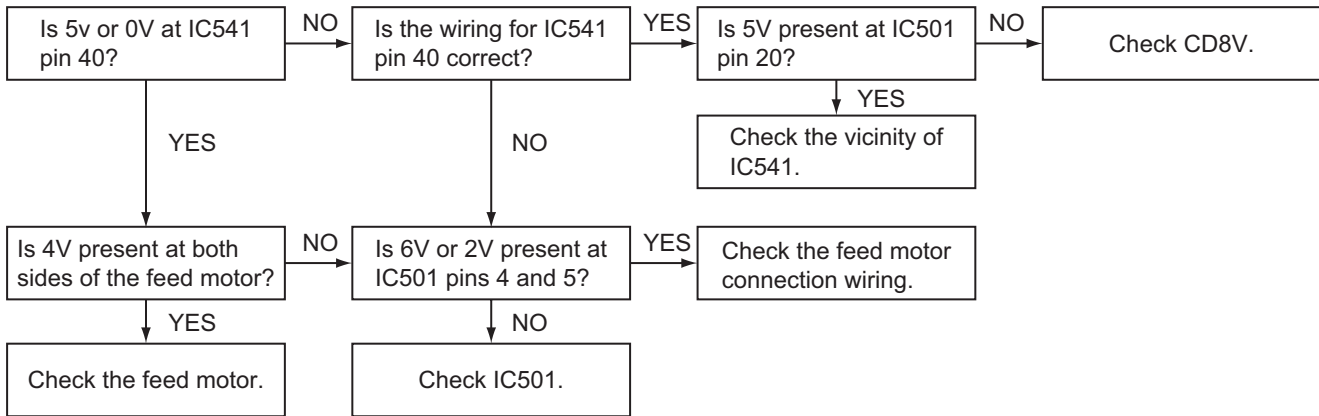 Is 5v or 0V at IC541
pin 40?
NO
Is the wiring for IC541
pin 40 correct?
YES
Is 5V present at IC501
pin 20?
NO
Check CD8V.
YES
NO
YES
Check the vicinity of
IC541.
Is 4V present at both
sides of the feed motor?
NO
Is 6V or 2V present at
IC501 pins 4 and 5?
YES
Check the feed motor
connection wiring.
YES
NO
Check the feed motor.
Check IC501.